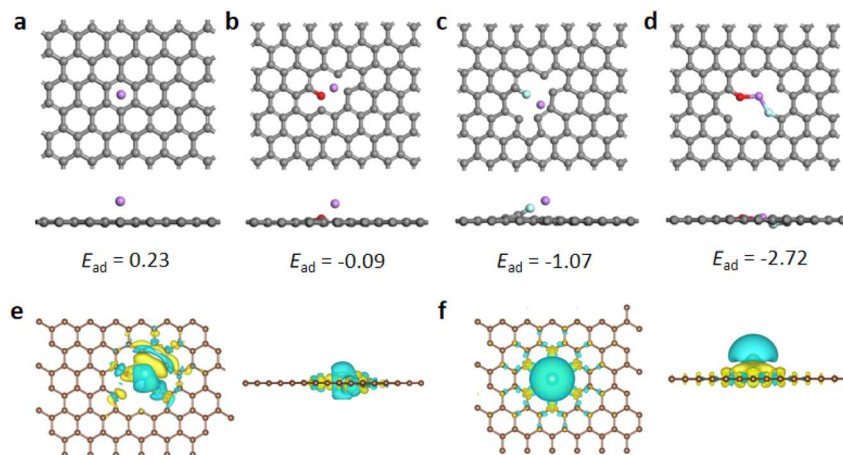 a b c d
E_ad = 0.23 E_ad = -0.09 E_ad = -1.07 E_ad = -2.72
e f